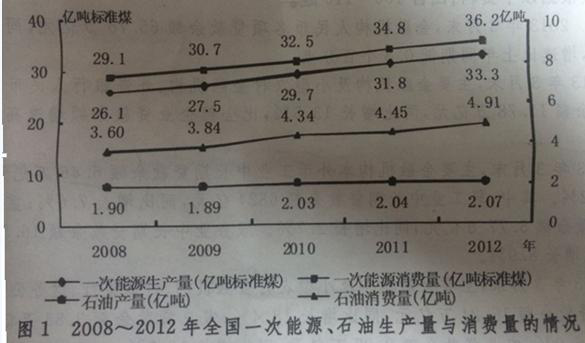 亿吨标准煤 亿吨
40 10
30 8
20 6
10 4
0 2
0
29.1 30.7 32.5 34.8 36.2
26.1 27.5 29.7 31.8 33.3
3.60 3.84 4.34 4.45 4.91
1.90 1.89 2.03 2.04 2.07
2008 2009 2010 2011 2012 年
一次能源生产量(亿吨标准煤) 一次能源消费量(亿吨标准煤)
石油产量(亿吨) 石油消费量(亿吨)
图1 2008～2012年全国一次能源、石油生产量与消费量的情况